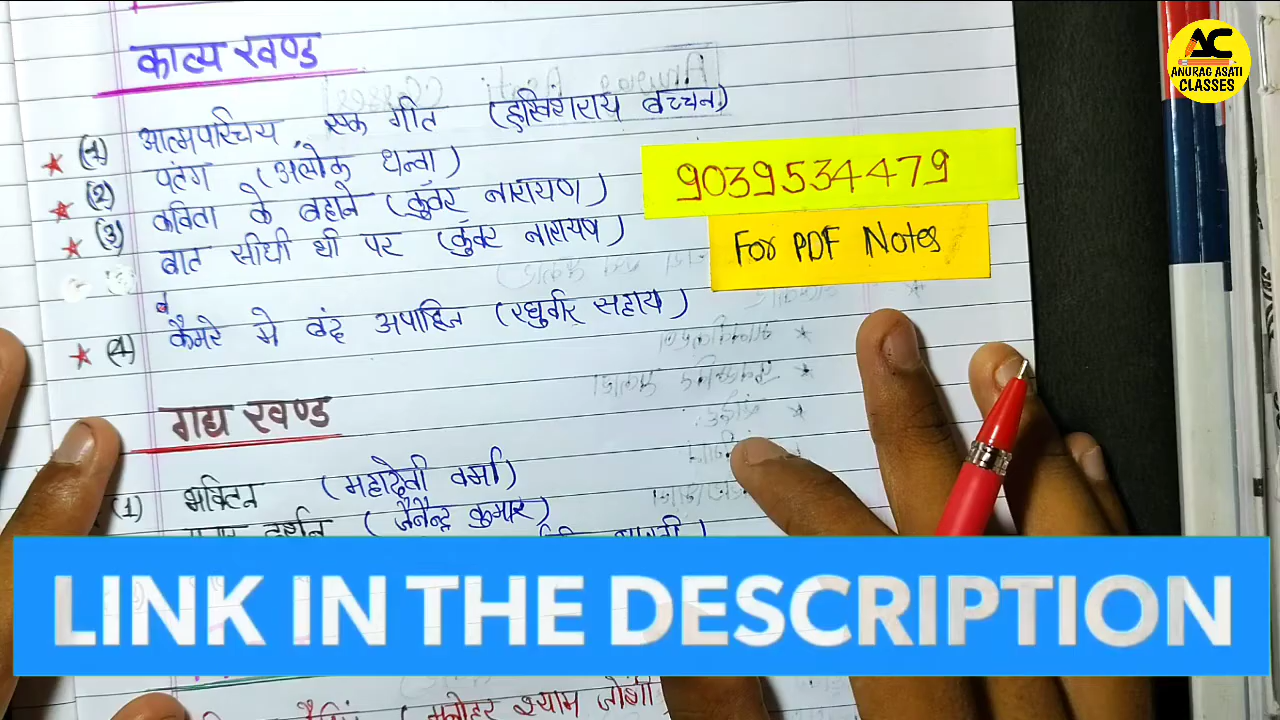 काव्य खण्ड
(1) आत्मपरिचय एक गीत (हरिवंशराय बच्चन)
(2) पतंग (आलोक धन्वा)
(3) कविता के बहाने (कुँवर नारायण)
बात सीधी थी पर (कुंवर नारायण)
(4) कैमरे मे बंद अपाहिज (रघुवीर सहाय)
गद्य खण्ड
(1) भक्तिन (महादेवी वर्मा)
दर्शन (जैनेन्द्र कुमार)
(मनोहर श्याम जोशी
9039534479
For PDF Notes
AC
ANURAG ASATI
CLASSES
LINK IN THE DESCRIPTION